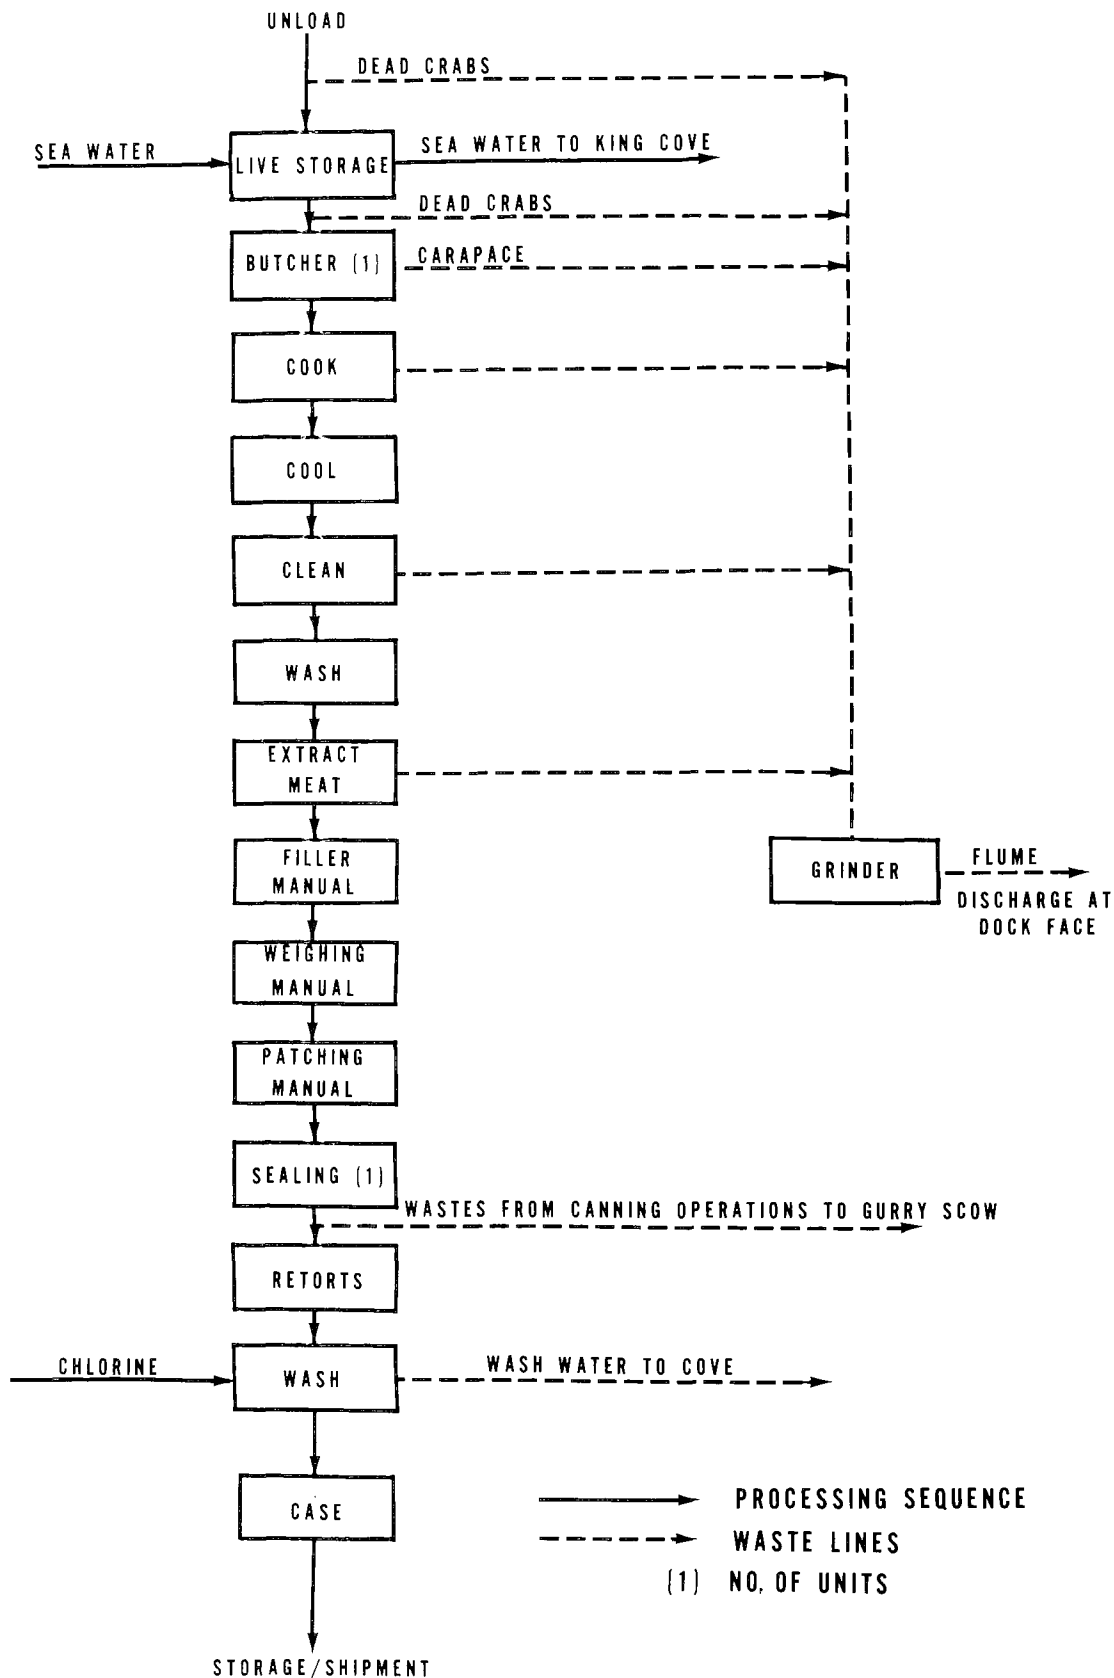 UNLOAD
DEAD CRABS
SEA WATER
LIVE STORAGE
SEA WATER TO KING COVE
DEAD CRABS
BUTCHER (1)
CARAPACE
COOK
COOL
CLEAN
WASH
EXTRACT
MEAT
FILLER
MANUAL
GRINDER
FLUME
DISCHARGE AT
DOCK FACE
WEIGHING
MANUAL
PATCHING
MANUAL
SEALING (1)
WASTES FROM CANNING OPERATIONS TO GURRY SCOW
RETORTS
CHLORINE
WASH
WASH WATER TO COVE
CASE
PROCESSING SEQUENCE
WASTE LINES
(1) NO. OF UNITS
STORAGE/SHIPMENT